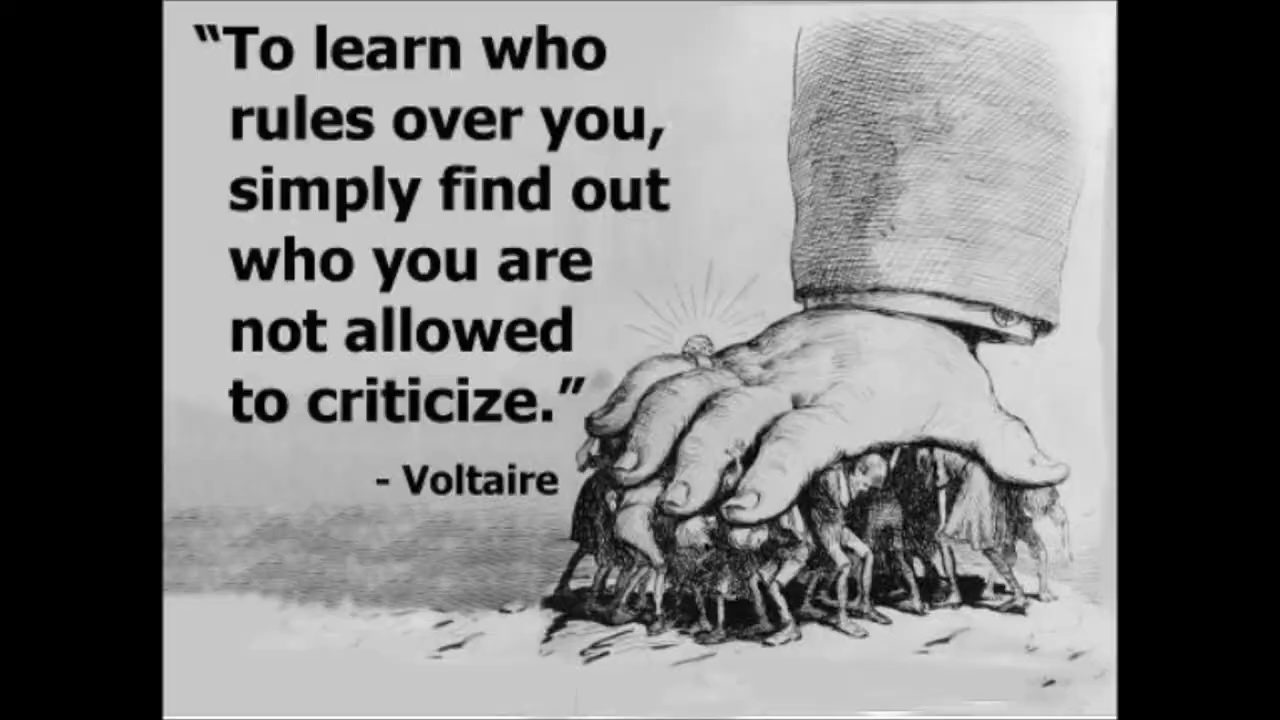 “To learn who
rules over you,
simply find out
who you are
not allowed
to criticize.”
- Voltaire